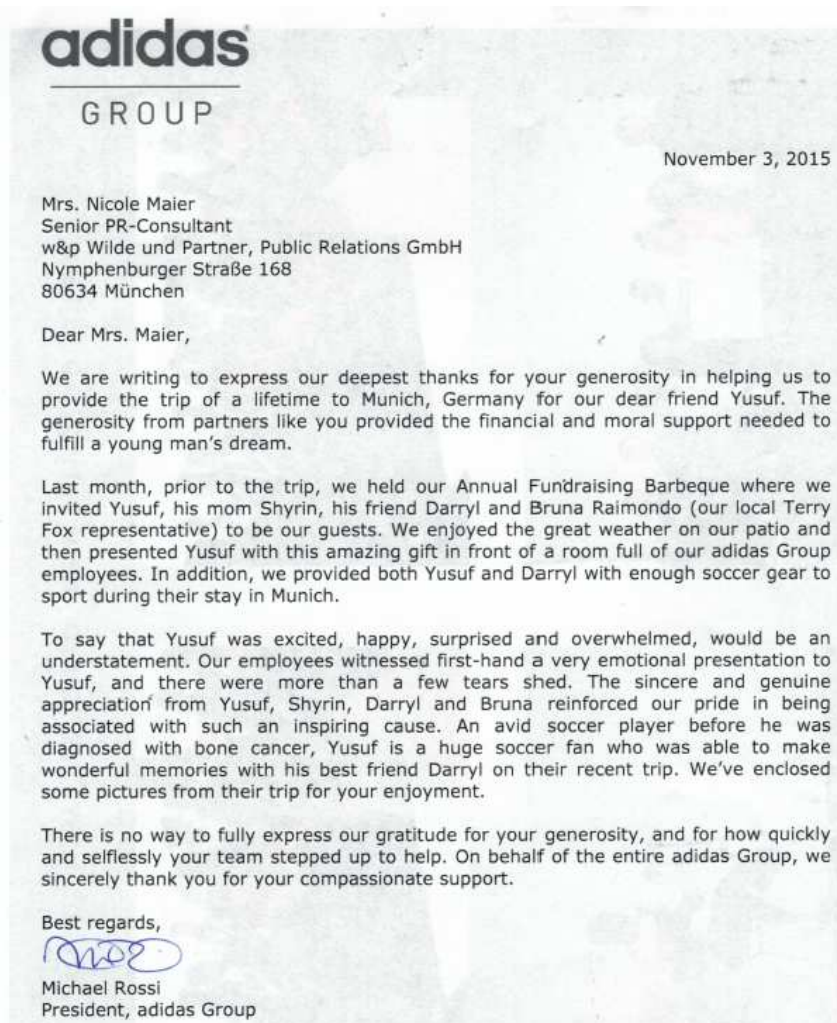 adidas
GROUP
November 3, 2015
Mrs. Nicole Maier
Senior PR-Consultant
w&p Wilde und Partner, Public Relations GmbH
Nymphenburger Straße 168
80634 München
Dear Mrs. Maier,
We are writing to express our deepest thanks for your generosity in helping us to
provide the trip of a lifetime to Munich, Germany for our dear friend Yusuf. The
generosity from partners like you provided the financial and moral support needed to
fulfill a young man's dream.
Last month, prior to the trip, we held our Annual Fundraising Barbeque where we
invited Yusuf, his mom Shyrin, his friend Darryl and Bruna Raimondo (our local Terry
Fox representative) to be our guests. We enjoyed the great weather on our patio and
then presented Yusuf with this amazing gift in front of a room full of our adidas Group
employees. In addition, we provided both Yusuf and Darryl with enough soccer gear to
sport during their stay in Munich.
To say that Yusuf was excited, happy, surprised and overwhelmed, would be an
understatement. Our employees witnessed first-hand a very emotional presentation to
Yusuf, and there were more than a few tears shed. The sincere and genuine
appreciation from Yusuf, Shyrin, Darryl and Bruna reinforced our pride in being
associated with such an inspiring cause. An avid soccer player before he was
diagnosed with bone cancer, Yusuf is a huge soccer fan who was able to make
wonderful memories with his best friend Darryl on their recent trip. We've enclosed
some pictures from their trip for your enjoyment.
There is no way to fully express our gratitude for your generosity, and for how quickly
and selflessly your team stepped up to help. On behalf of the entire adidas Group, we
sincerely thank you for your compassionate support.
Best regards,
Michael Rossi
President, adidas Group